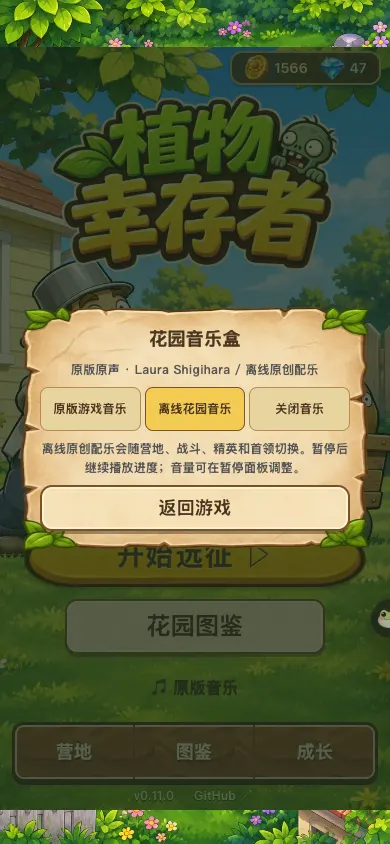 1566
47
植物
幸存者
花园音乐盒
原版原声 · Laura Shigihara / 离线原创配乐
原版游戏音乐
离线花园音乐
关闭音乐
离线原创配乐会随营地、战斗、精英和首领切换。暂停后
继续播放进度；音量可在暂停面板调整。
返回游戏
开始远征
花园图鉴
原版音乐
营地
图鉴
成长
v0.11.0
GitHub